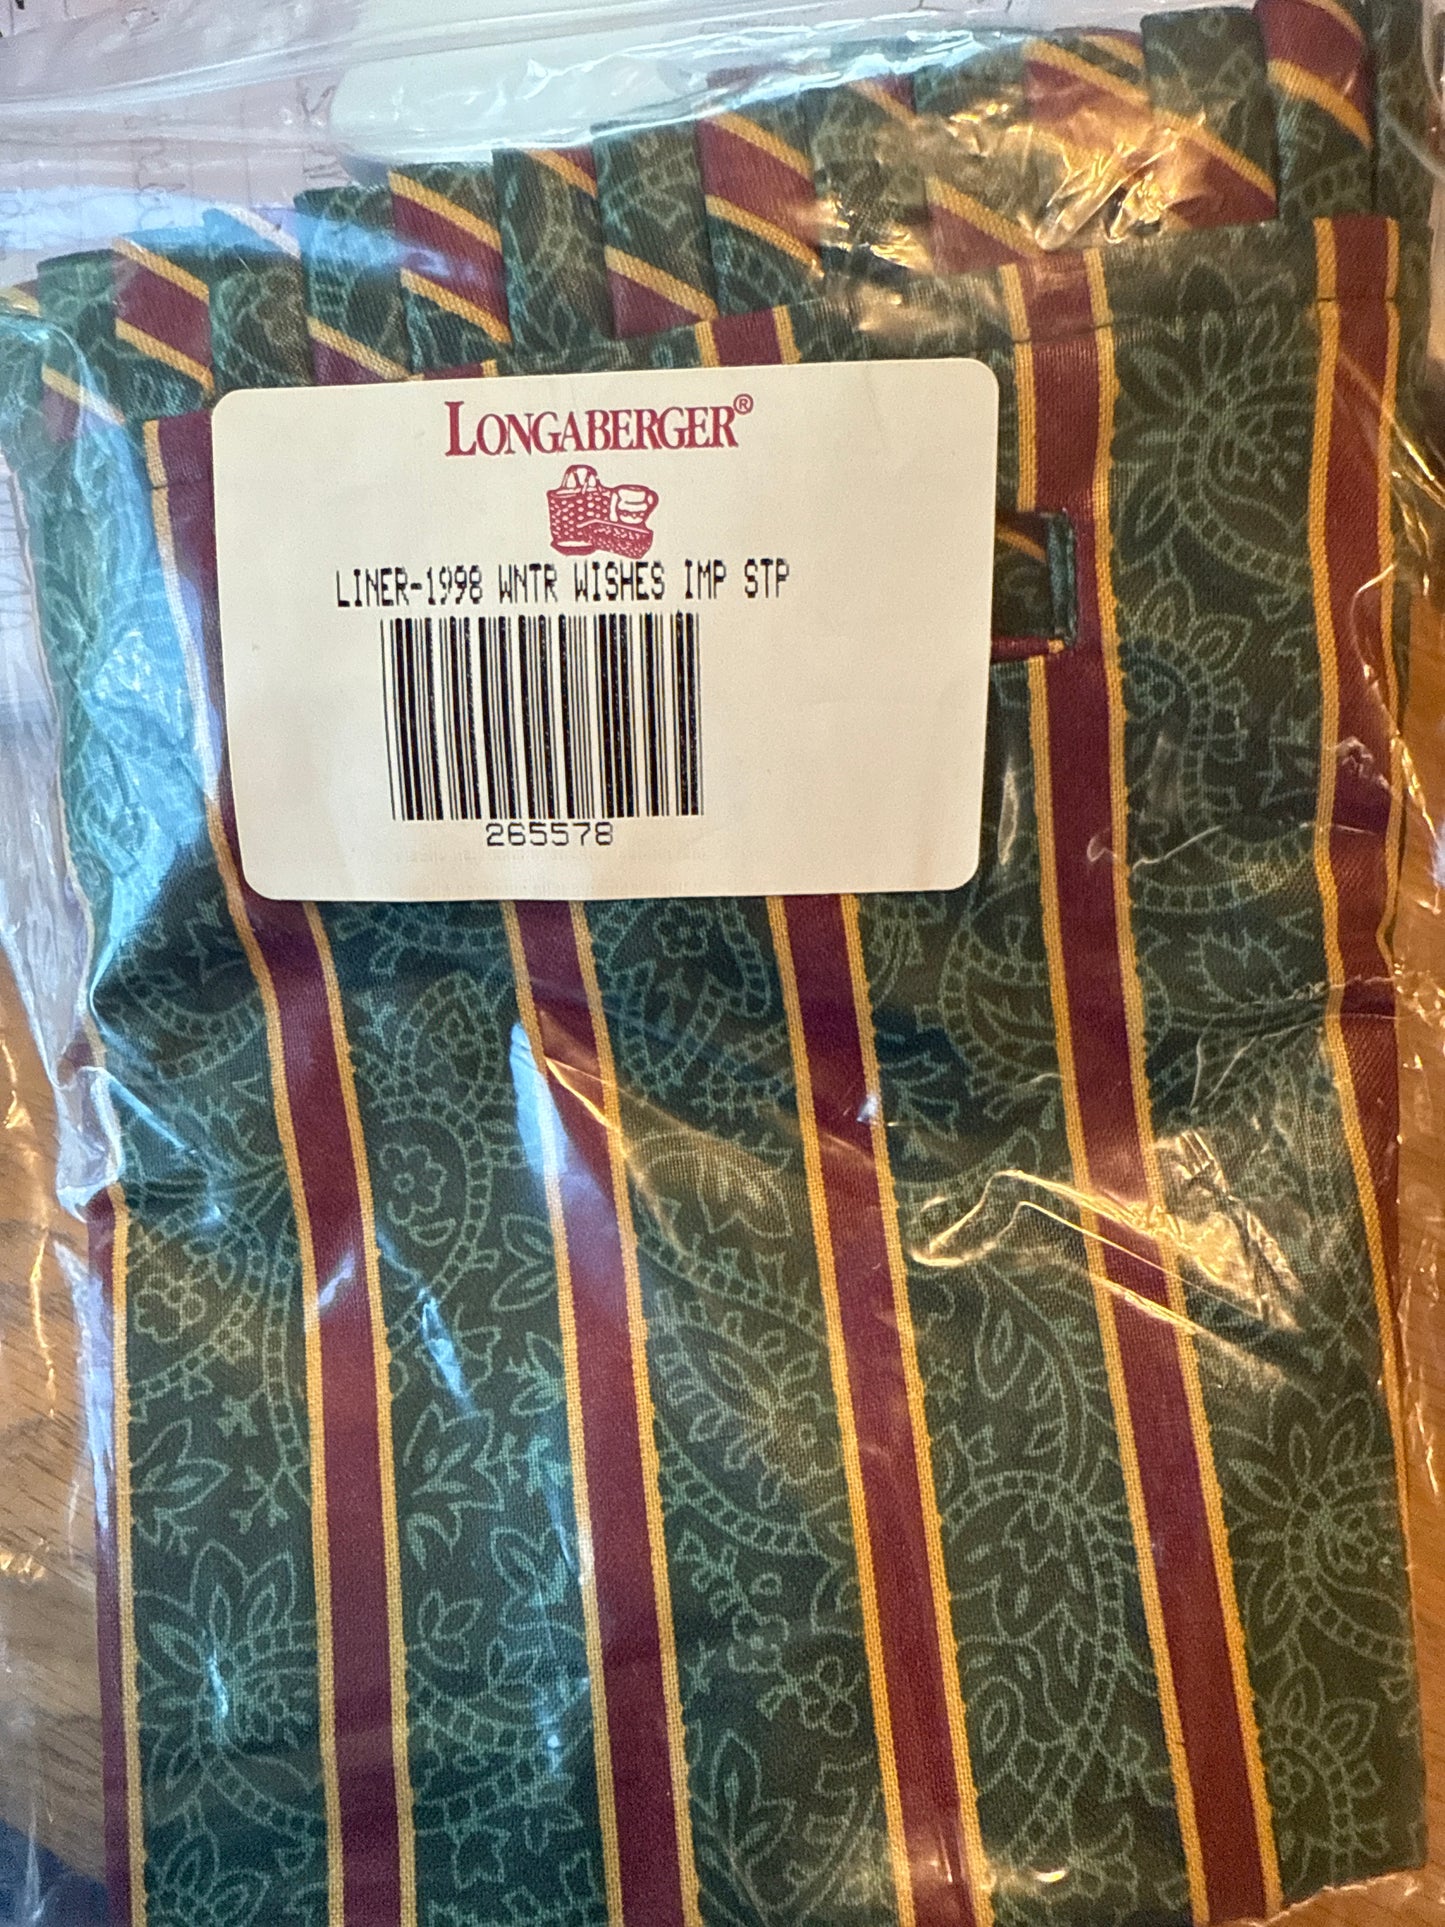 LONGABERGER®
LINER-1998 WNTR WISHES IMP STP
265578